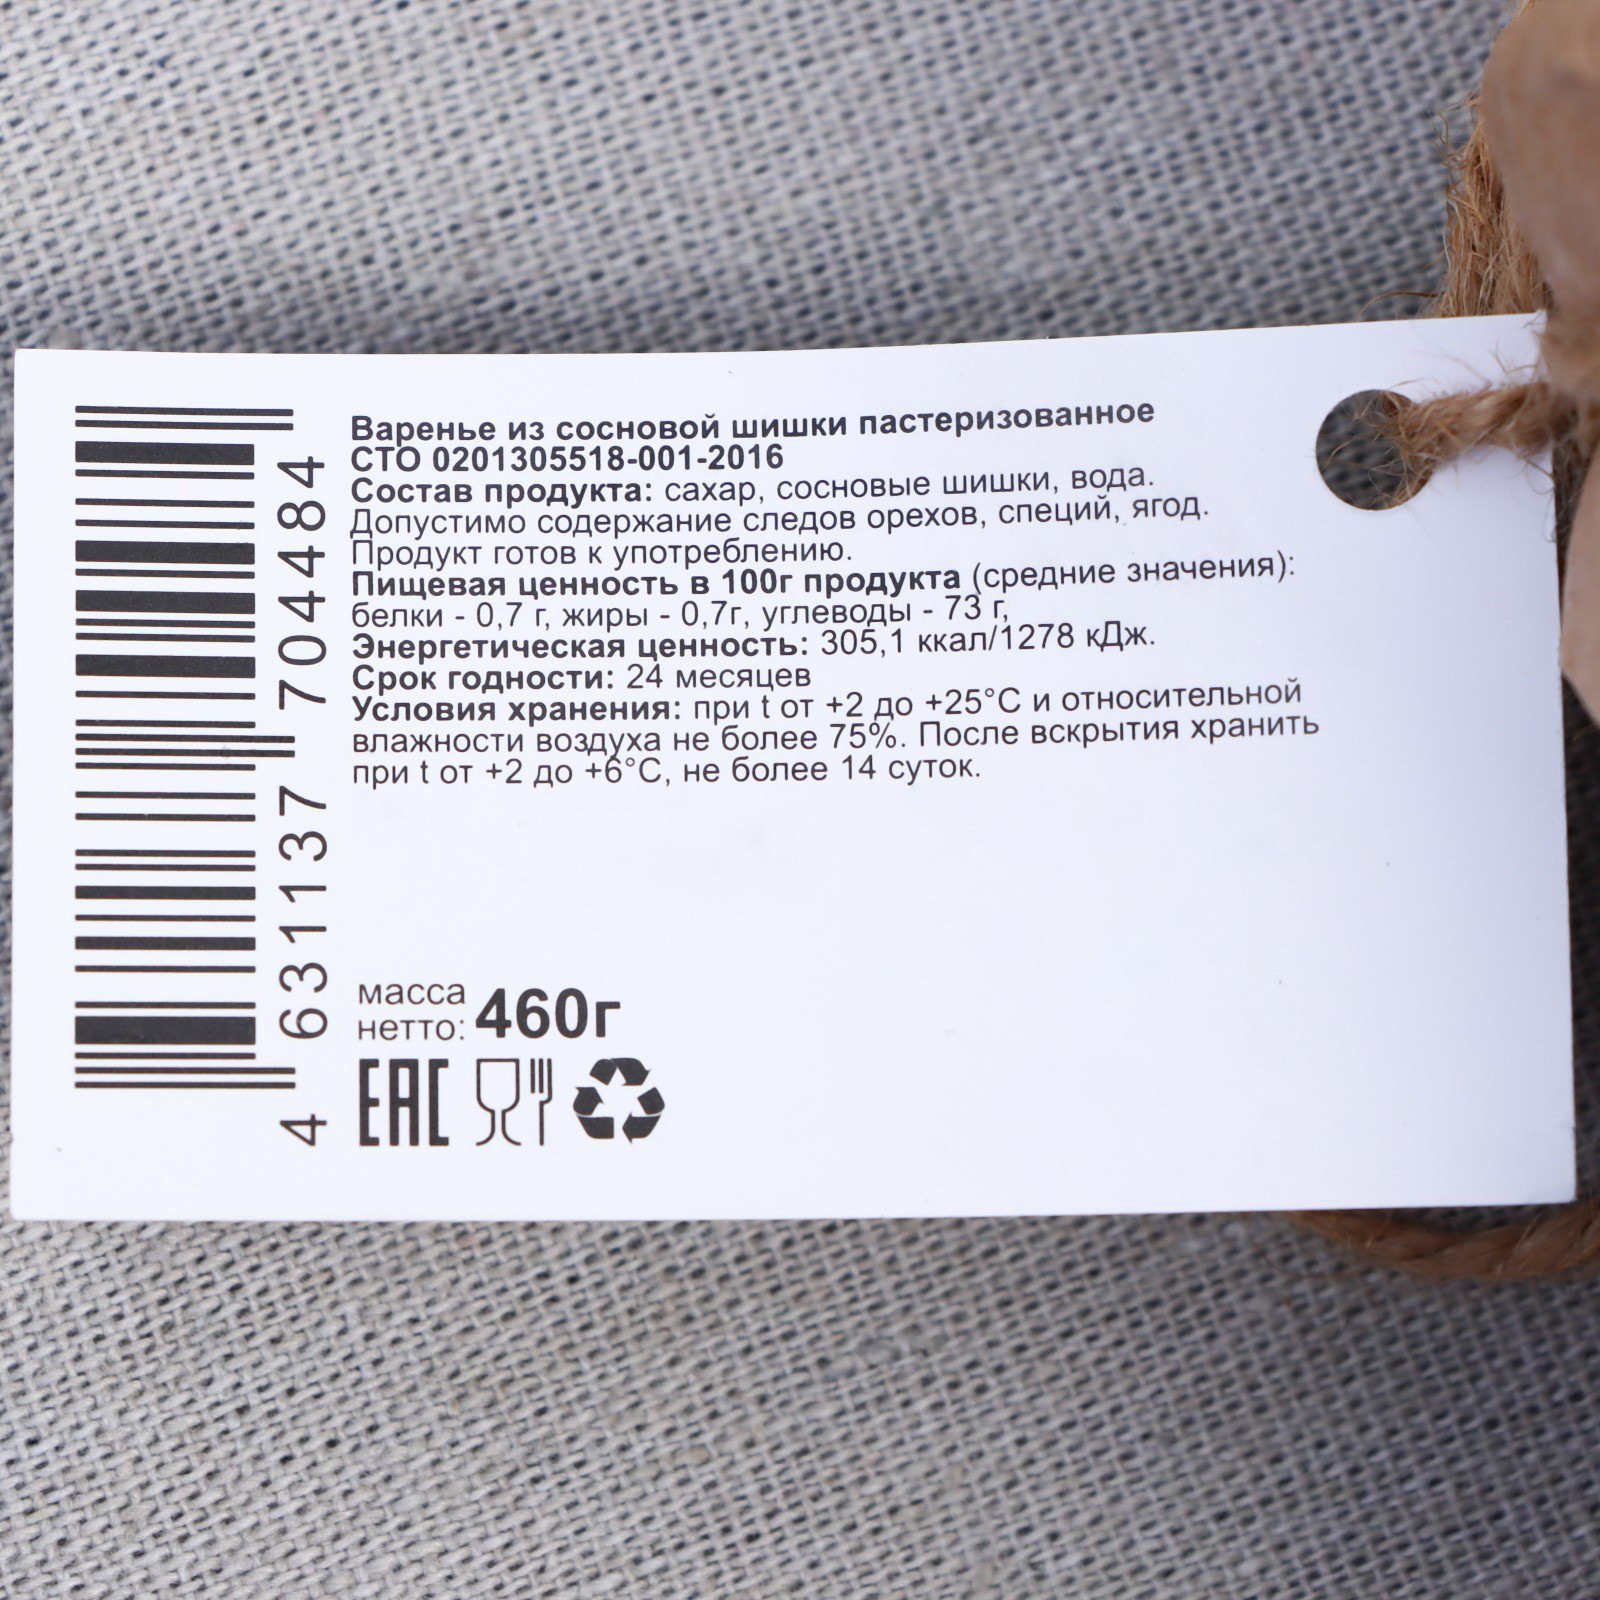 Варенье из сосновой шишки пастеризованное
СТО 0201305518-001-2016
Состав продукта: сахар, сосновые шишки, вода.
Допустимо содержание следов орехов, специй, ягод.
Продукт готов к употреблению.
Пищевая ценность в 100г продукта (средние значения):
белки - 0,7 г, жиры - 0,7г, углеводы - 73 г,
Энергетическая ценность: 305,1 ккал/1278 кДж.
Срок годности: 24 месяцев
Условия хранения: при t от +2 до +25°С и относительной
влажности воздуха не более 75%. После вскрытия хранить
при t от +2 до +6°С, не более 14 суток.
масса
нетто: 460г
EAC
4 631137 704484